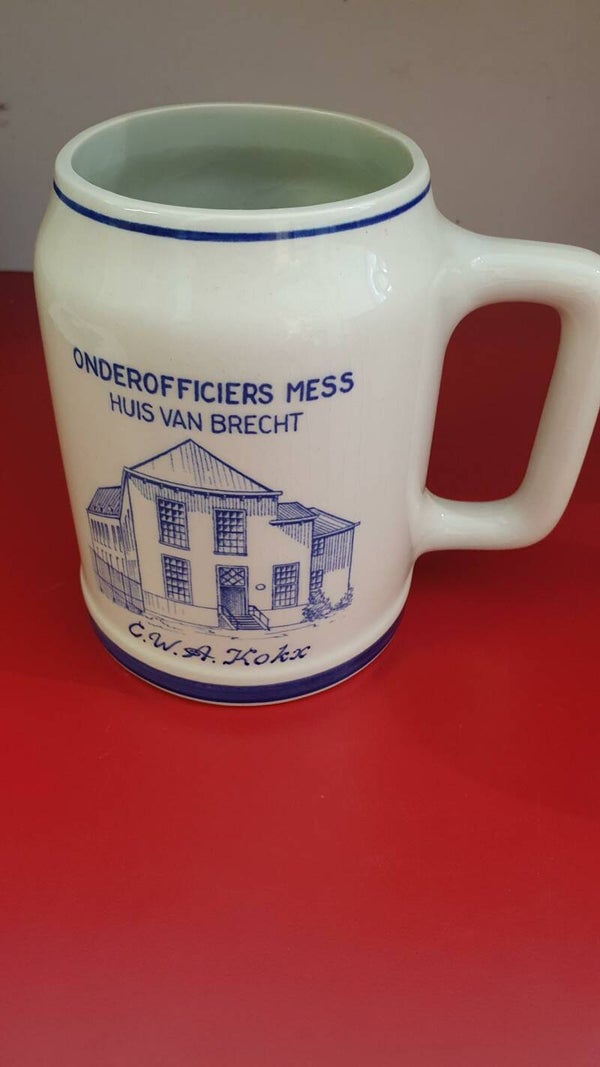 ONDEROFFICIERS MESS
HUIS VAN BRECHT
C.W.A. Kokx